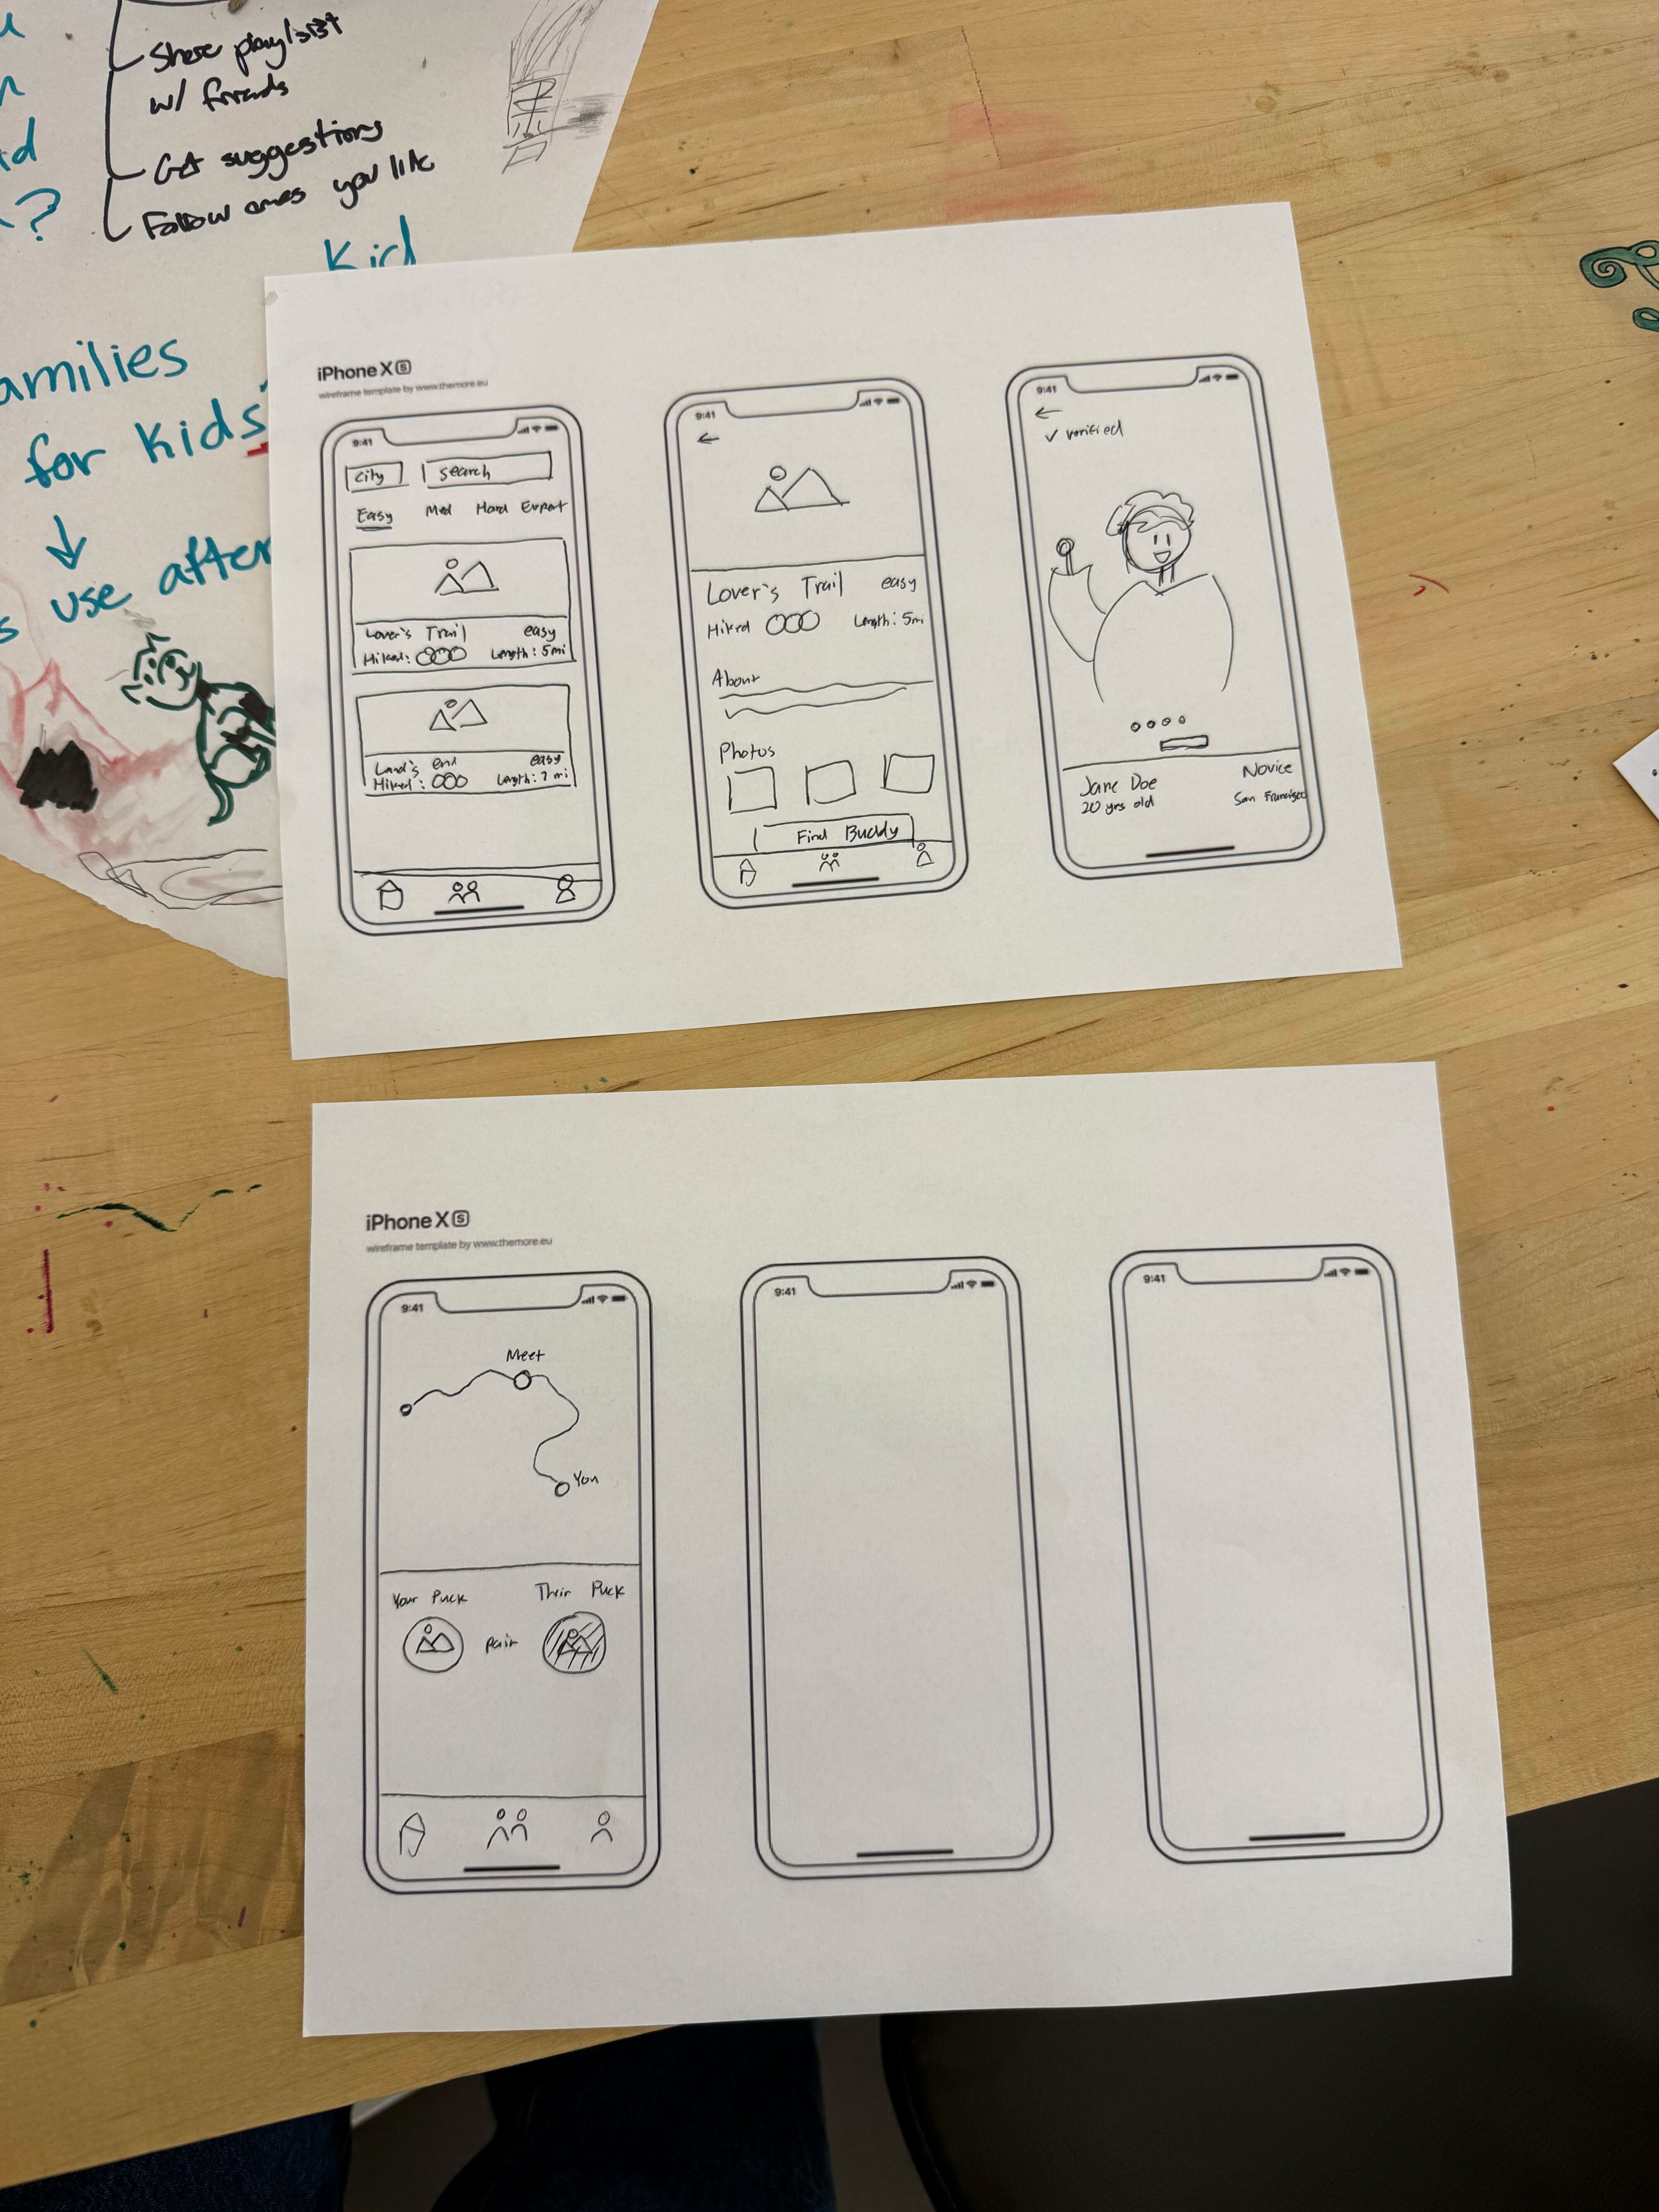 Share playlsist
w/ friends
Get suggestions
Follow ones you like
?
Kid
amilies
for kids
use after
iPhone X S
wireframe template by www.themore.eu
9:41
City
search
Easy Med Hard Expert
Lover's Trail easy
Hiked: Length: 5mi
Land's end easy
Hiked: Length: 7 mi
9:41
←
Lover's Trail easy
Hiked Length: 5mi
About
Photos
Find Buddy
9:41
←
✓ verified
Jane Doe Novice
20 yrs old San Francisco
iPhone X S
wireframe template by www.themore.eu
9:41
Meet
You
Your Puck Their Puck
pair
9:41
9:41